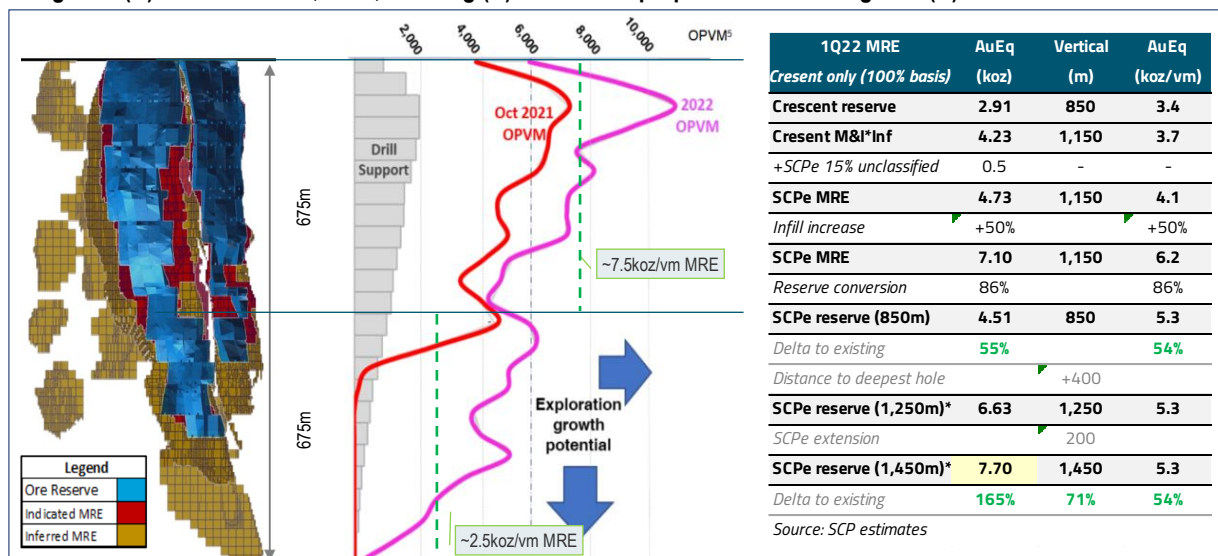 2,000
4,000
6,000
8,000
10,000
OPVM⁵
Oct 2021
OPVM
2022
OPVM
Drill
Support
675m
675m
~7.5koz/vm MRE
~2.5koz/vm MRE
Exploration
growth
potential
Legend
Ore Reserve
Indicated MRE
Inferred MRE
1Q22 MRE AuEq Vertical AuEq
Cresent only (100% basis) (koz) (m) (koz/vm)
Crescent reserve 2.91 850 3.4
Cresent M&I*Inf 4.23 1,150 3.7
+SCPe 15% unclassified 0.5 - -
SCPe MRE 4.73 1,150 4.1
Infill increase +50% +50%
SCPe MRE 7.10 1,150 6.2
Reserve conversion 86% 86%
SCPe reserve (850m) 4.51 850 5.3
Delta to existing 55% 54%
Distance to deepest hole +400
SCPe reserve (1,250m)* 6.63 1,250 5.3
SCPe extension 200
SCPe reserve (1,450m)* 7.70 1,450 5.3
Delta to existing 165% 71% 54%
Source: SCP estimates